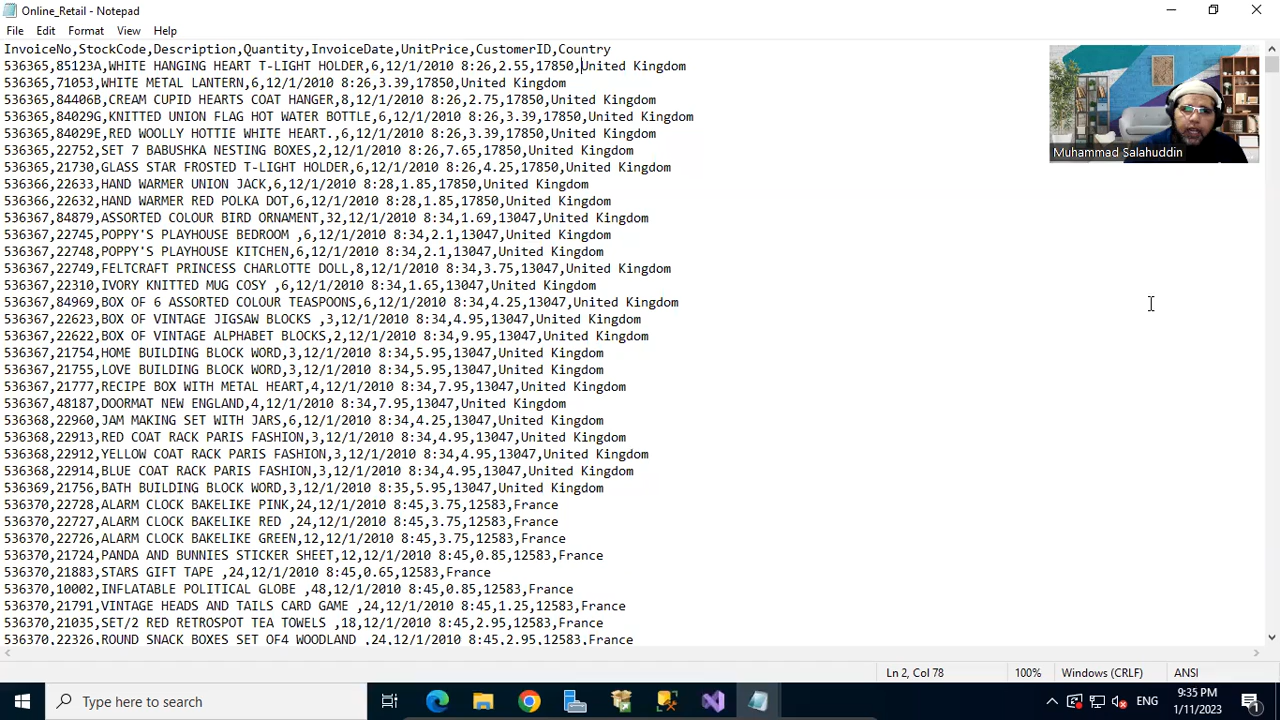 Online_Retail - Notepad
File Edit Format View Help
InvoiceNo,StockCode,Description,Quantity,InvoiceDate,UnitPrice,CustomerID,Country
536365,85123A,WHITE HANGING HEART T-LIGHT HOLDER,6,12/1/2010 8:26,2.55,17850,United Kingdom
536365,71053,WHITE METAL LANTERN,6,12/1/2010 8:26,3.39,17850,United Kingdom
536365,84406B,CREAM CUPID HEARTS COAT HANGER,8,12/1/2010 8:26,2.75,17850,United Kingdom
536365,84029G,KNITTED UNION FLAG HOT WATER BOTTLE,6,12/1/2010 8:26,3.39,17850,United Kingdom
536365,84029E,RED WOOLLY HOTTIE WHITE HEART.,6,12/1/2010 8:26,3.39,17850,United Kingdom
536365,22752,SET 7 BABUSHKA NESTING BOXES,2,12/1/2010 8:26,7.65,17850,United Kingdom
536365,21730,GLASS STAR FROSTED T-LIGHT HOLDER,6,12/1/2010 8:26,4.25,17850,United Kingdom
536366,22633,HAND WARMER UNION JACK,6,12/1/2010 8:28,1.85,17850,United Kingdom
536366,22632,HAND WARMER RED POLKA DOT,6,12/1/2010 8:28,1.85,17850,United Kingdom
536367,84879,ASSORTED COLOUR BIRD ORNAMENT,32,12/1/2010 8:34,1.69,13047,United Kingdom
536367,22745,POPPY'S PLAYHOUSE BEDROOM ,6,12/1/2010 8:34,2.1,13047,United Kingdom
536367,22748,POPPY'S PLAYHOUSE KITCHEN,6,12/1/2010 8:34,2.1,13047,United Kingdom
536367,22749,FELTCRAFT PRINCESS CHARLOTTE DOLL,8,12/1/2010 8:34,3.75,13047,United Kingdom
536367,22310,IVORY KNITTED MUG COSY ,6,12/1/2010 8:34,1.65,13047,United Kingdom
536367,84969,BOX OF 6 ASSORTED COLOUR TEASPOONS,6,12/1/2010 8:34,4.25,13047,United Kingdom
536367,22623,BOX OF VINTAGE JIGSAW BLOCKS ,3,12/1/2010 8:34,4.95,13047,United Kingdom
536367,22622,BOX OF VINTAGE ALPHABET BLOCKS,2,12/1/2010 8:34,9.95,13047,United Kingdom
536367,21754,HOME BUILDING BLOCK WORD,3,12/1/2010 8:34,5.95,13047,United Kingdom
536367,21755,LOVE BUILDING BLOCK WORD,3,12/1/2010 8:34,5.95,13047,United Kingdom
536367,21777,RECIPE BOX WITH METAL HEART,4,12/1/2010 8:34,7.95,13047,United Kingdom
536367,48187,DOORMAT NEW ENGLAND,4,12/1/2010 8:34,7.95,13047,United Kingdom
536368,22960,JAM MAKING SET WITH JARS,6,12/1/2010 8:34,4.25,13047,United Kingdom
536368,22913,RED COAT RACK PARIS FASHION,3,12/1/2010 8:34,4.95,13047,United Kingdom
536368,22912,YELLOW COAT RACK PARIS FASHION,3,12/1/2010 8:34,4.95,13047,United Kingdom
536368,22914,BLUE COAT RACK PARIS FASHION,3,12/1/2010 8:34,4.95,13047,United Kingdom
536369,21756,BATH BUILDING BLOCK WORD,3,12/1/2010 8:35,5.95,13047,United Kingdom
536370,22728,ALARM CLOCK BAKELIKE PINK,24,12/1/2010 8:45,3.75,12583,France
536370,22727,ALARM CLOCK BAKELIKE RED ,24,12/1/2010 8:45,3.75,12583,France
536370,22726,ALARM CLOCK BAKELIKE GREEN,12,12/1/2010 8:45,3.75,12583,France
536370,21724,PANDA AND BUNNIES STICKER SHEET,12,12/1/2010 8:45,0.85,12583,France
536370,21883,STARS GIFT TAPE ,24,12/1/2010 8:45,0.65,12583,France
536370,10002,INFLATABLE POLITICAL GLOBE ,48,12/1/2010 8:45,0.85,12583,France
536370,21791,VINTAGE HEADS AND TAILS CARD GAME ,24,12/1/2010 8:45,1.25,12583,France
536370,21035,SET/2 RED RETROSPOT TEA TOWELS ,18,12/1/2010 8:45,2.95,12583,France
536370,22326,ROUND SNACK BOXES SET OF4 WOODLAND ,24,12/1/2010 8:45,2.95,12583,France
Muhammad Salahuddin
Ln 2, Col 78 100% Windows (CRLF) ANSI
Type here to search
ENG
9:35 PM
1/11/2023
1